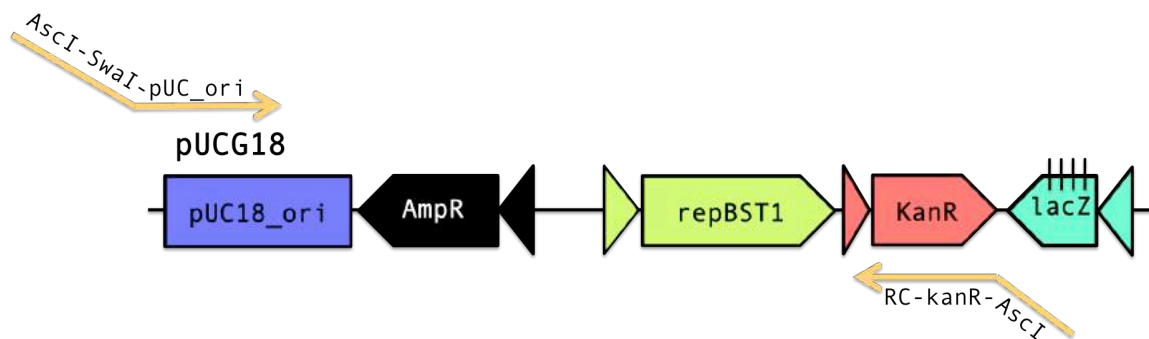 AscI-SwaI-pUC_ori
pUCG18
pUC18_ori
AmpR
repBST1
KanR
lacZ
RC-kanR-AscI